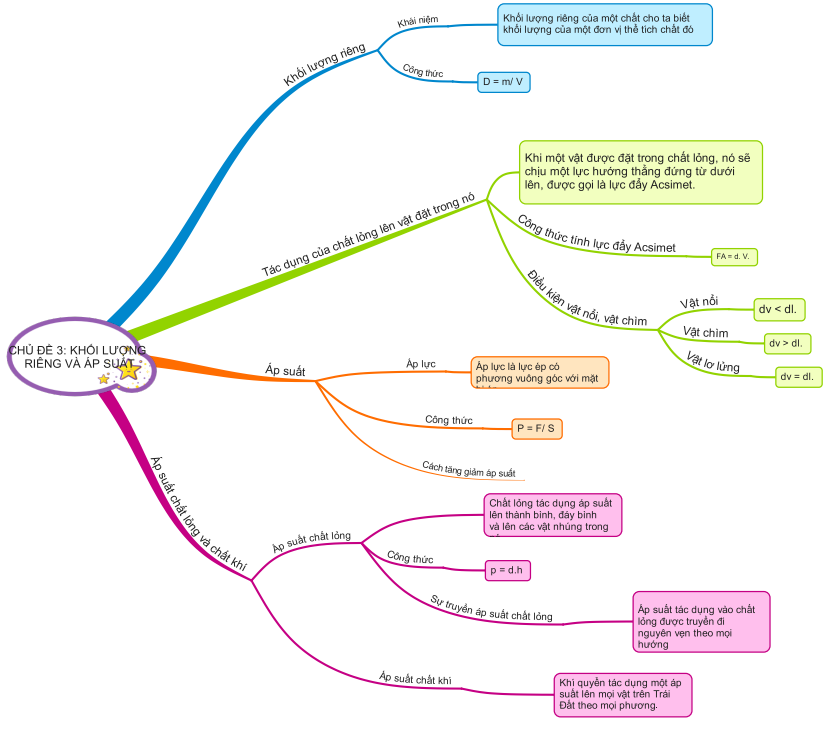 Khối lượng riêng
Khái niệm
Khối lượng riêng của một chất cho ta biết
khối lượng của một đơn vị thể tích chất đó
Công thức
D = m/ V
Tác dụng của chất lỏng lên vật đặt trong nó
Khi một vật được đặt trong chất lỏng, nó sẽ
chịu một lực hướng thẳng đứng từ dưới
lên, được gọi là lực đẩy Acsimet.
Công thức tính lực đẩy Acsimet
FA = d. V.
Điều kiện vật nổi, vật chìm
Vật nổi
dv < dl.
Vật chìm
dv > dl.
Vật lơ lửng
dv = dl.
CHỦ ĐỀ 3: KHỐI LƯỢNG
RIÊNG VÀ ÁP SUẤT
Áp suất
Áp lực
Áp lực là lực ép có
phương vuông góc với mặt
Công thức
P = F/ S
Cách tăng giảm áp suất
Áp suất chất lỏng và chất khí
Áp suất chất lỏng
Chất lỏng tác dụng áp suất
lên thành bình, đáy bình
và lên các vật nhúng trong
Công thức
p = d.h
Sự truyền áp suất chất lỏng
Áp suất tác dụng vào chất
lỏng được truyền đi
nguyên vẹn theo mọi
hướng
Áp suất chất khí
Khí quyển tác dụng một áp
suất lên mọi vật trên Trái
Đất theo mọi phương.